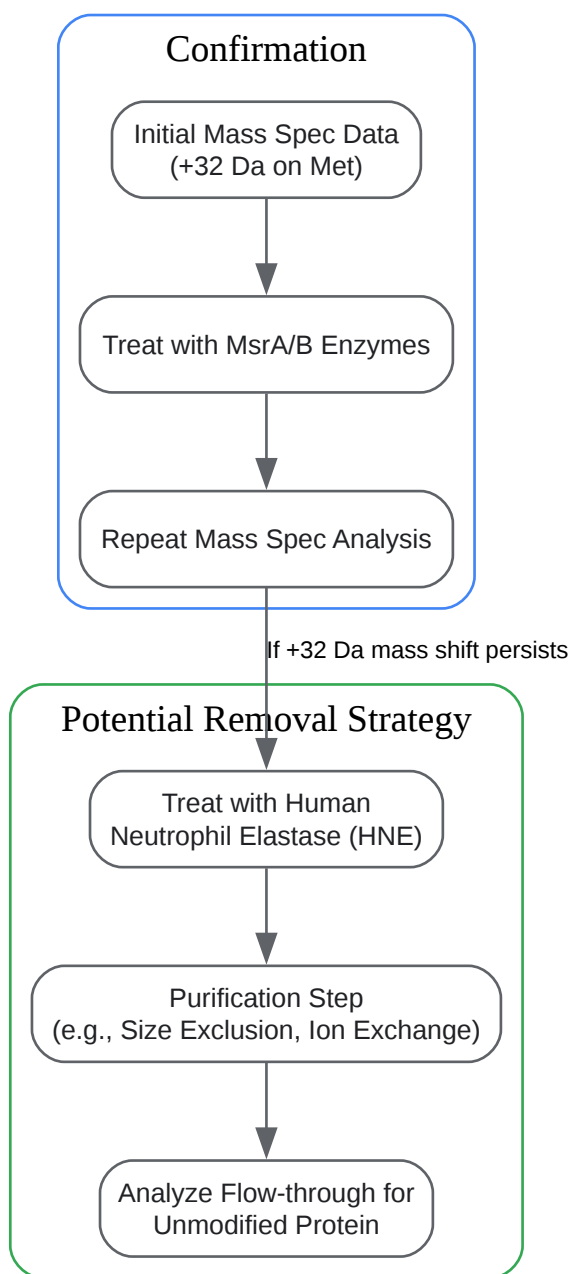 Confirmation
Initial Mass Spec Data
(+32 Da on Met)
Treat with MsrA/B Enzymes
Repeat Mass Spec Analysis
If +32 Da mass shift persists
Potential Removal Strategy
Treat with Human
Neutrophil Elastase (HNE)
Purification Step
(e.g., Size Exclusion, Ion Exchange)
Analyze Flow-through for
Unmodified Protein